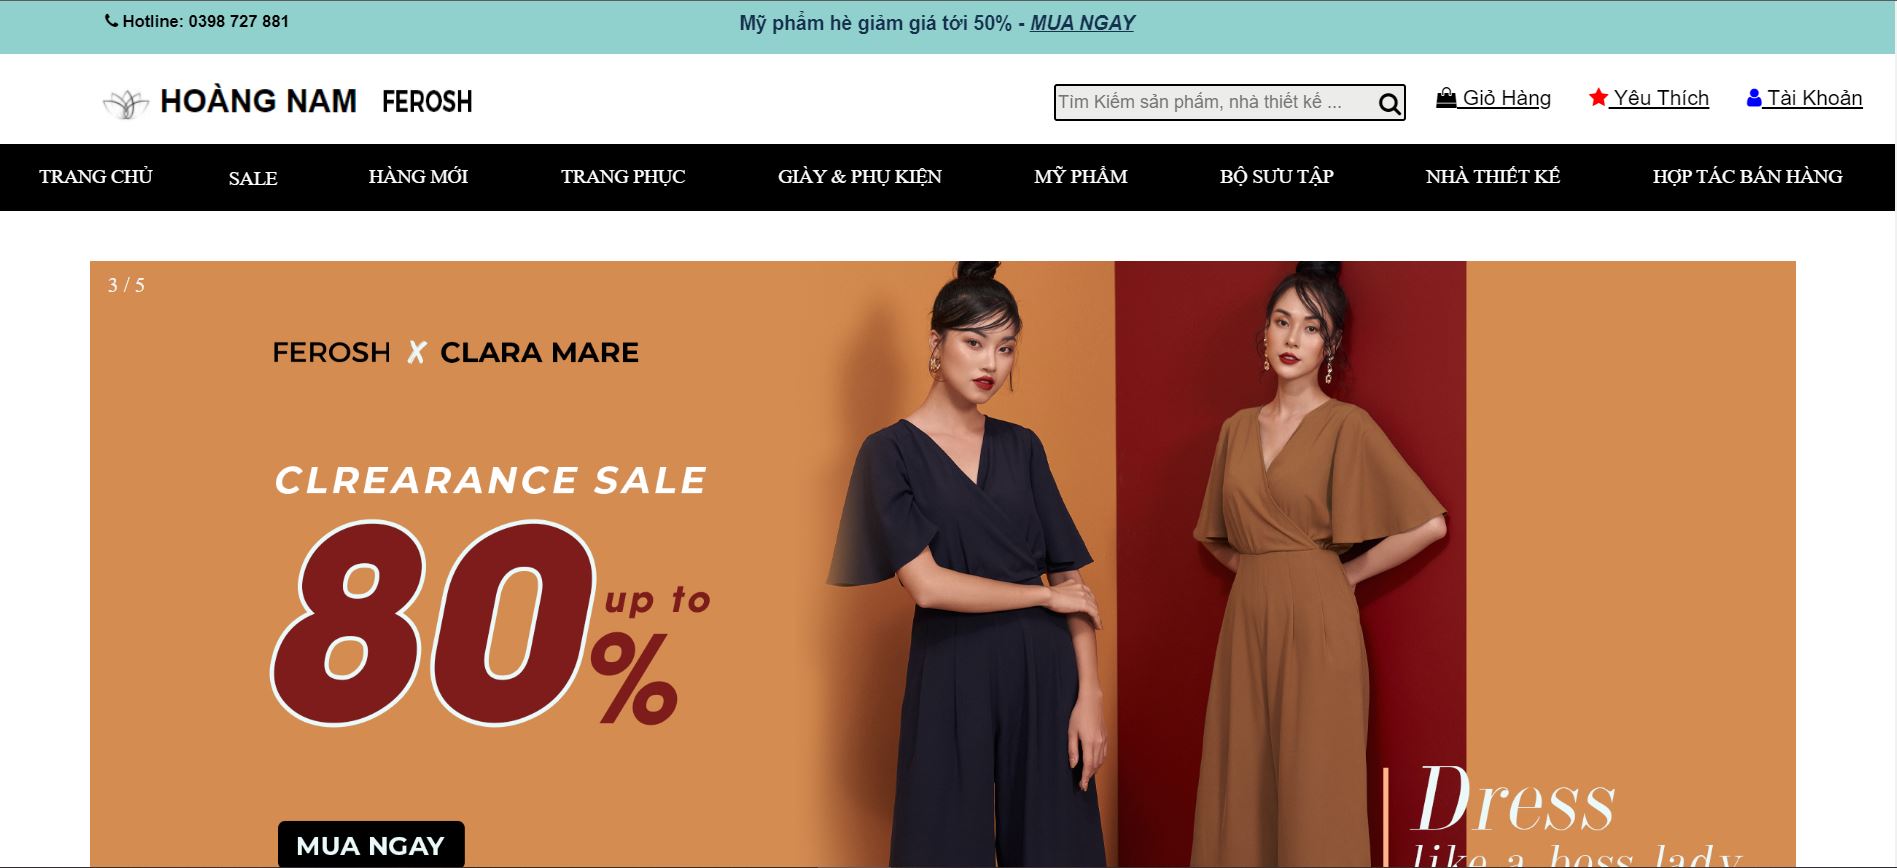 Hotline: 0398 727 881
Mỹ phẩm hè giảm giá tới 50% - MUA NGAY
HOÀNG NAM FEROSH
Tìm Kiếm sản phẩm, nhà thiết kế ...
Giỏ Hàng
Yêu Thích
Tài Khoản
TRANG CHỦ SALE HÀNG MỚI TRANG PHỤC GIÀY & PHỤ KIỆN MỸ PHẨM BỘ SƯU TẬP NHÀ THIẾT KẾ HỢP TÁC BÁN HÀNG
3 / 5
FEROSH X CLARA MARE
CLREARANCE SALE
up to
80%
MUA NGAY
Dress
like a boss lady